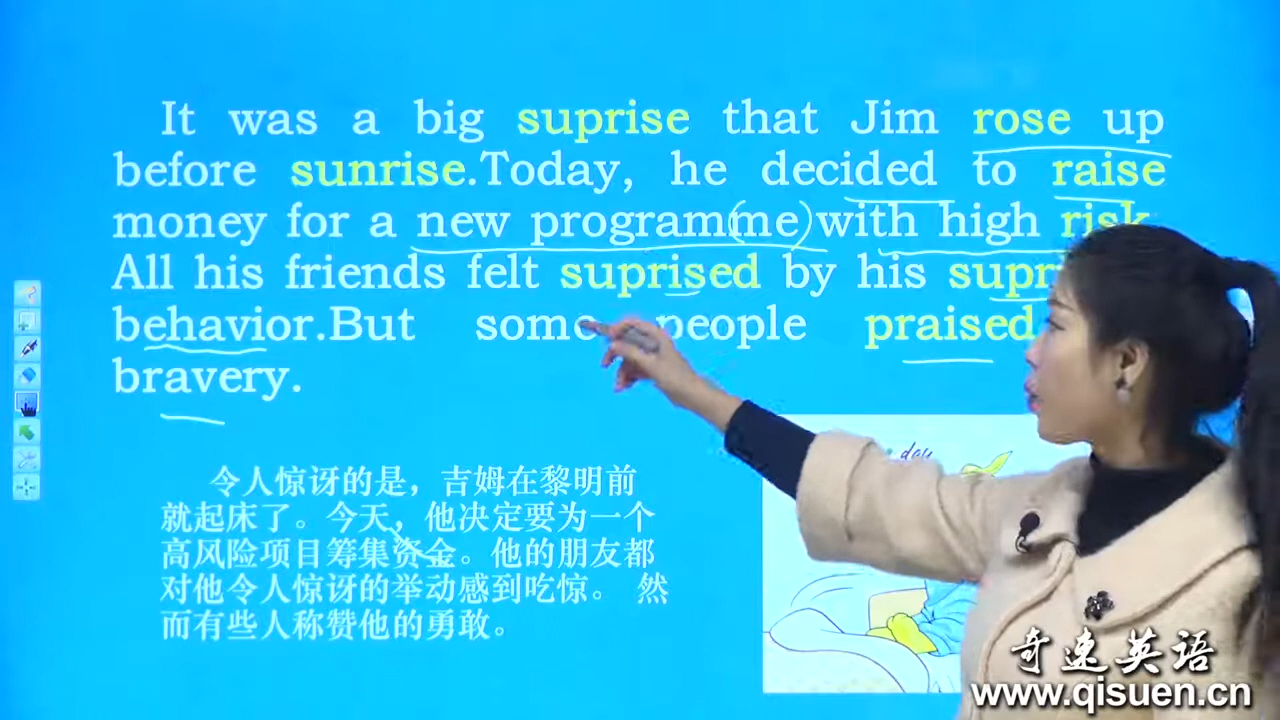 It was a big suprise that Jim rose up
before sunrise.Today, he decided to raise
money for a new programme with high risk.
All his friends felt suprised by his
behavior.But some people praised
bravery.
day
令人惊讶的是，吉姆在黎明前
就起床了。今天，他决定要为一个
高风险项目筹集资金。他的朋友都
对他令人惊讶的举动感到吃惊。 然
而有些人称赞他的勇敢。
奇速英语
www.qisuen.cn